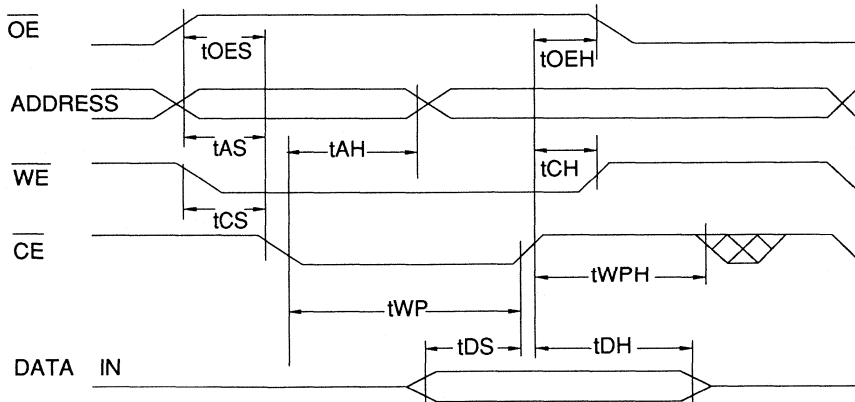 OE
tOES
tOEH
ADDRESS
tAS
tAH
tCH
WE
tCS
CE
tWPH
tWP
tDS
tDH
DATA IN